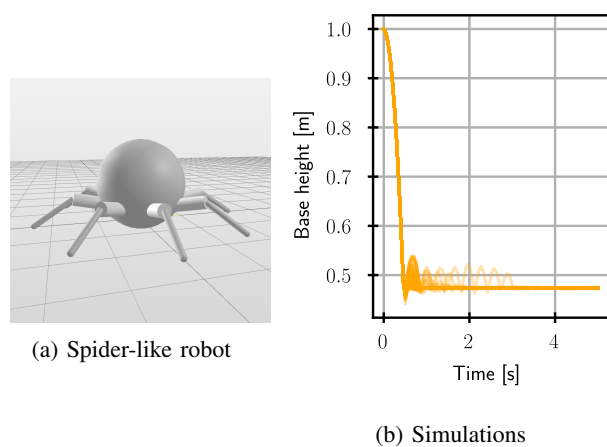 (a) Spider-like robot
Base height [m]
1.0
0.9
0.8
0.7
0.6
0.5
0
2
4
Time [s]
(b) Simulations